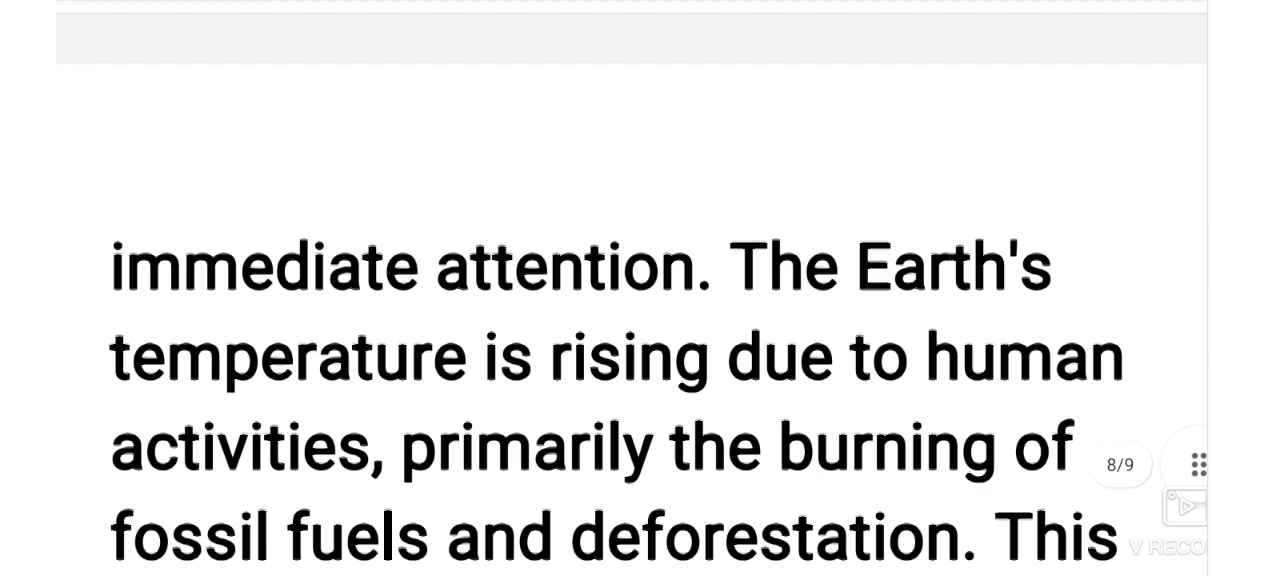 immediate attention. The Earth's
temperature is rising due to human
activities, primarily the burning of
8/9
fossil fuels and deforestation. This
V RECO